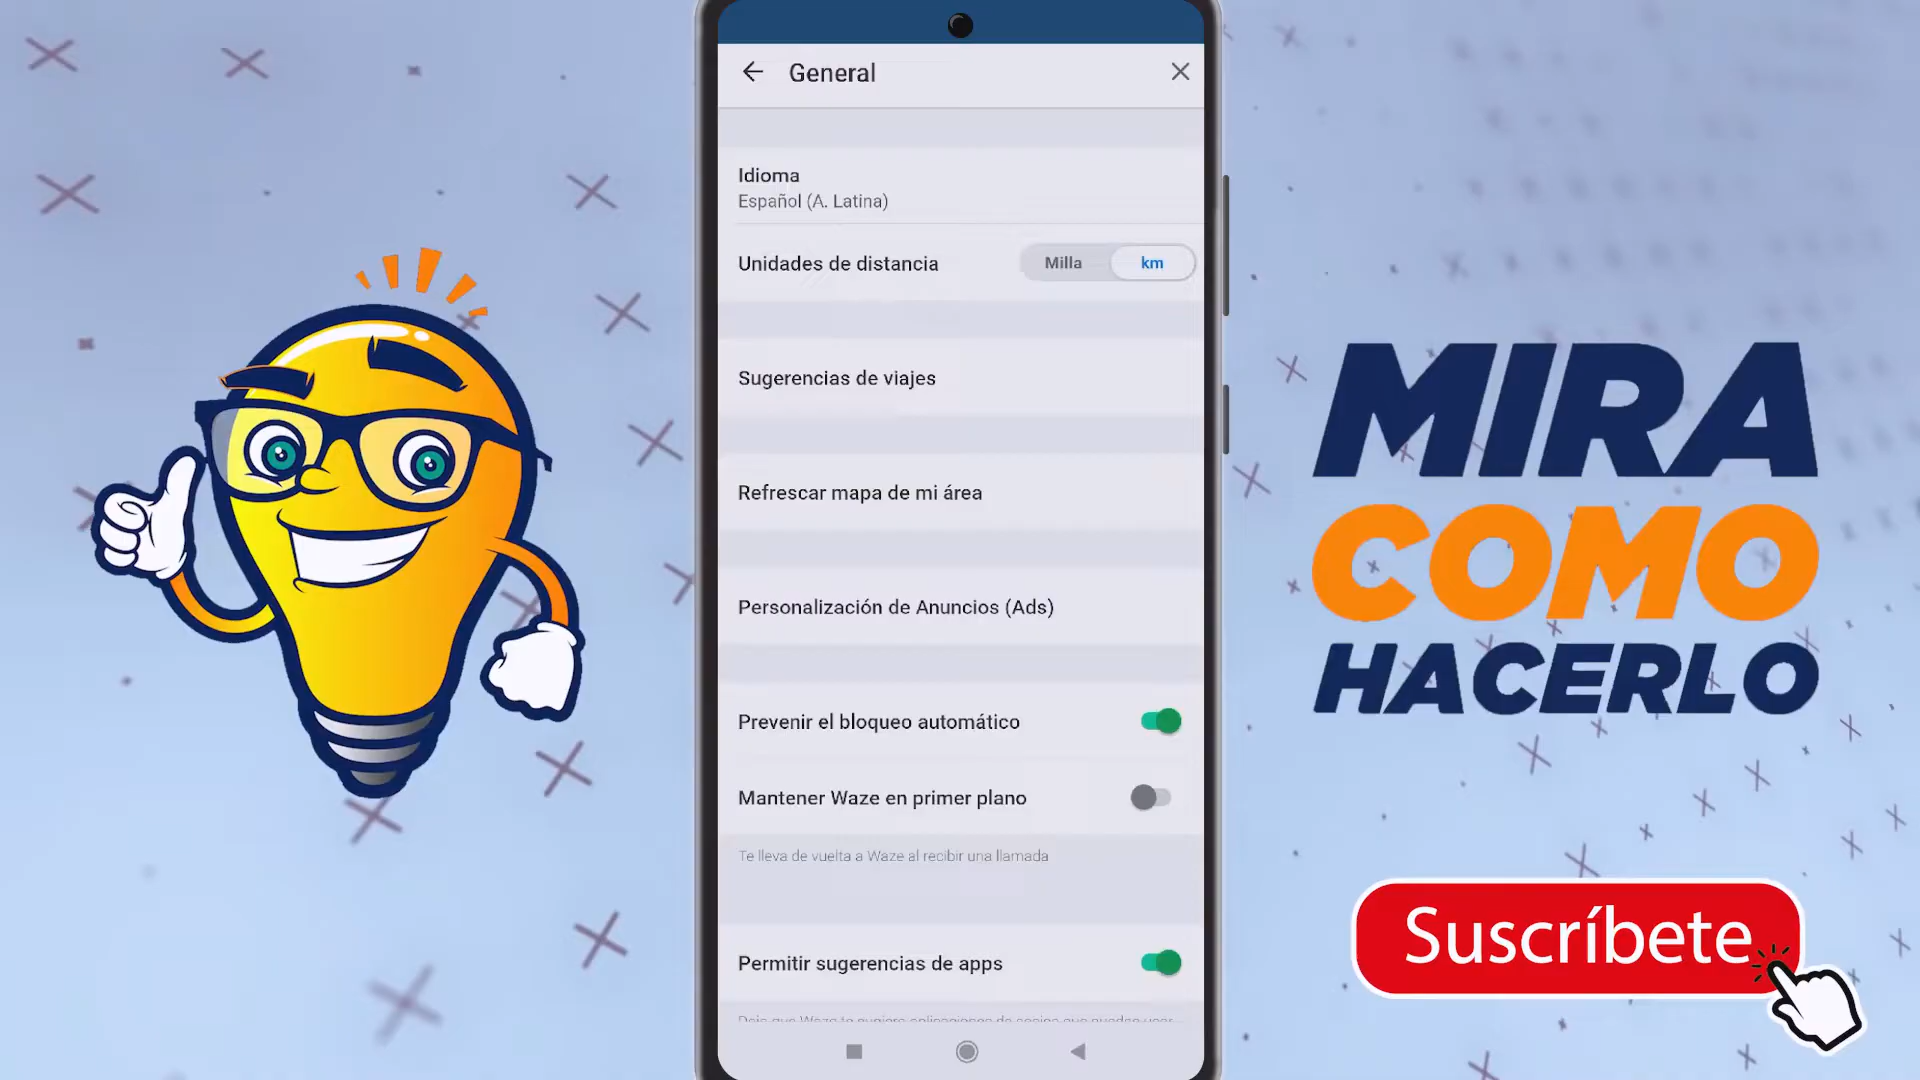 General
Idioma
Español (A. Latina)
Unidades de distancia
Milla
km
Sugerencias de viajes
Refrescar mapa de mi área
Personalización de Anuncios (Ads)
Prevenir el bloqueo automático
Mantener Waze en primer plano
Te lleva de vuelta a Waze al recibir una llamada
Permitir sugerencias de apps
MIRA
COMO
HACERLO
Suscríbete